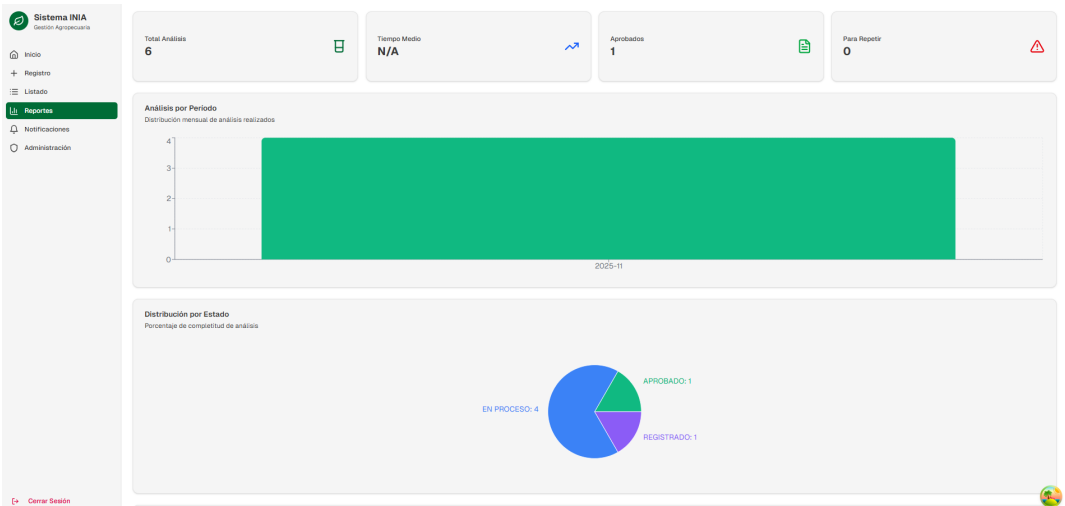 Sistema INIA
Gestión Agropecuaria
Inicio
Registro
Listado
Reportes
Notificaciones
Administración
Cerrar Sesión
Total Análisis
6
Tiempo Medio
N/A
Aprobados
1
Para Repetir
0
Análisis por Período
Distribución mensual de análisis realizados
4
3
2
1
0
2025-11
Distribución por Estado
Porcentaje de completitud de análisis
APROBADO: 1
EN PROCESO: 4
REGISTRADO: 1